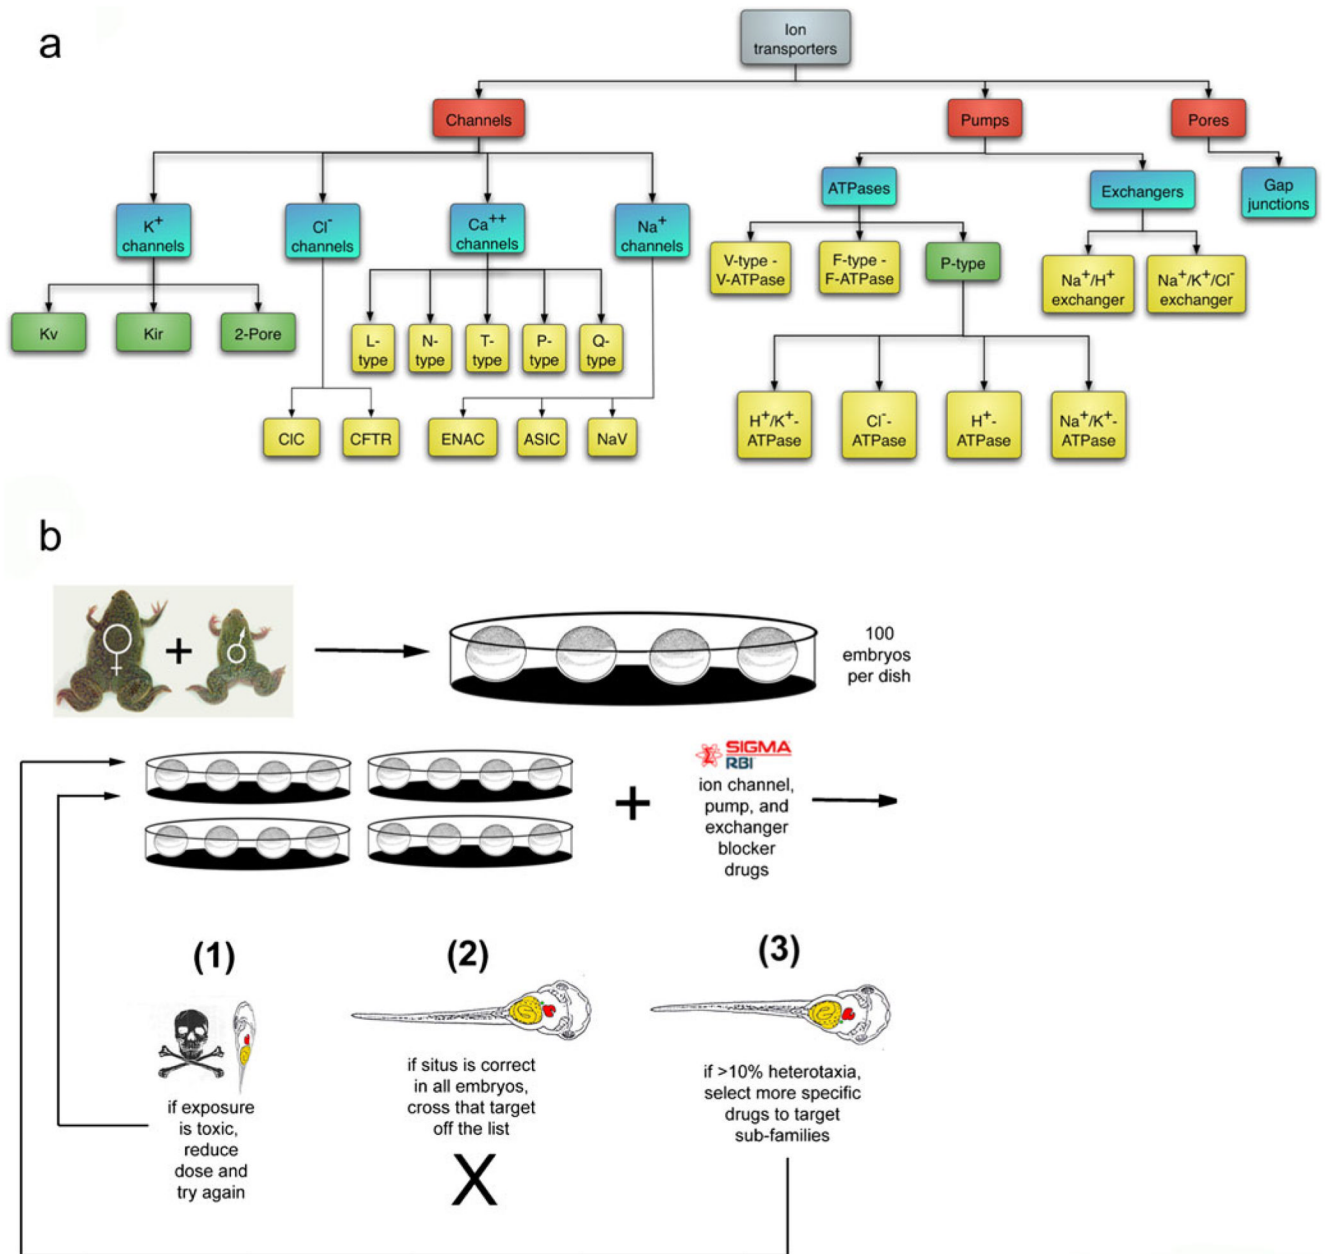 a
Ion
transporters
Channels
Pumps
Pores
K⁺
channels
Cl⁻
channels
Ca⁺⁺
channels
Na⁺
channels
ATPases
Exchangers
Gap
junctions
Kv
Kir
2-Pore
L-
type
N-
type
T-
type
P-
type
Q-
type
V-type -
V-ATPase
F-type -
F-ATPase
P-type
Na⁺/H⁺
exchanger
Na⁺/K⁺/Cl⁻
exchanger
ClC
CFTR
ENAC
ASIC
NaV
H⁺/K⁺-
ATPase
Cl⁻-
ATPase
H⁺-
ATPase
Na⁺/K⁺-
ATPase
b
♀ + ♂
100
embryos
per dish
+
SIGMA
RBI
ion channel,
pump, and
exchanger
blocker
drugs
(1)
if exposure
is toxic,
reduce
dose and
try again
(2)
if situs is correct
in all embryos,
cross that target
off the list
X
(3)
if >10% heterotaxia,
select more specific
drugs to target
sub-families